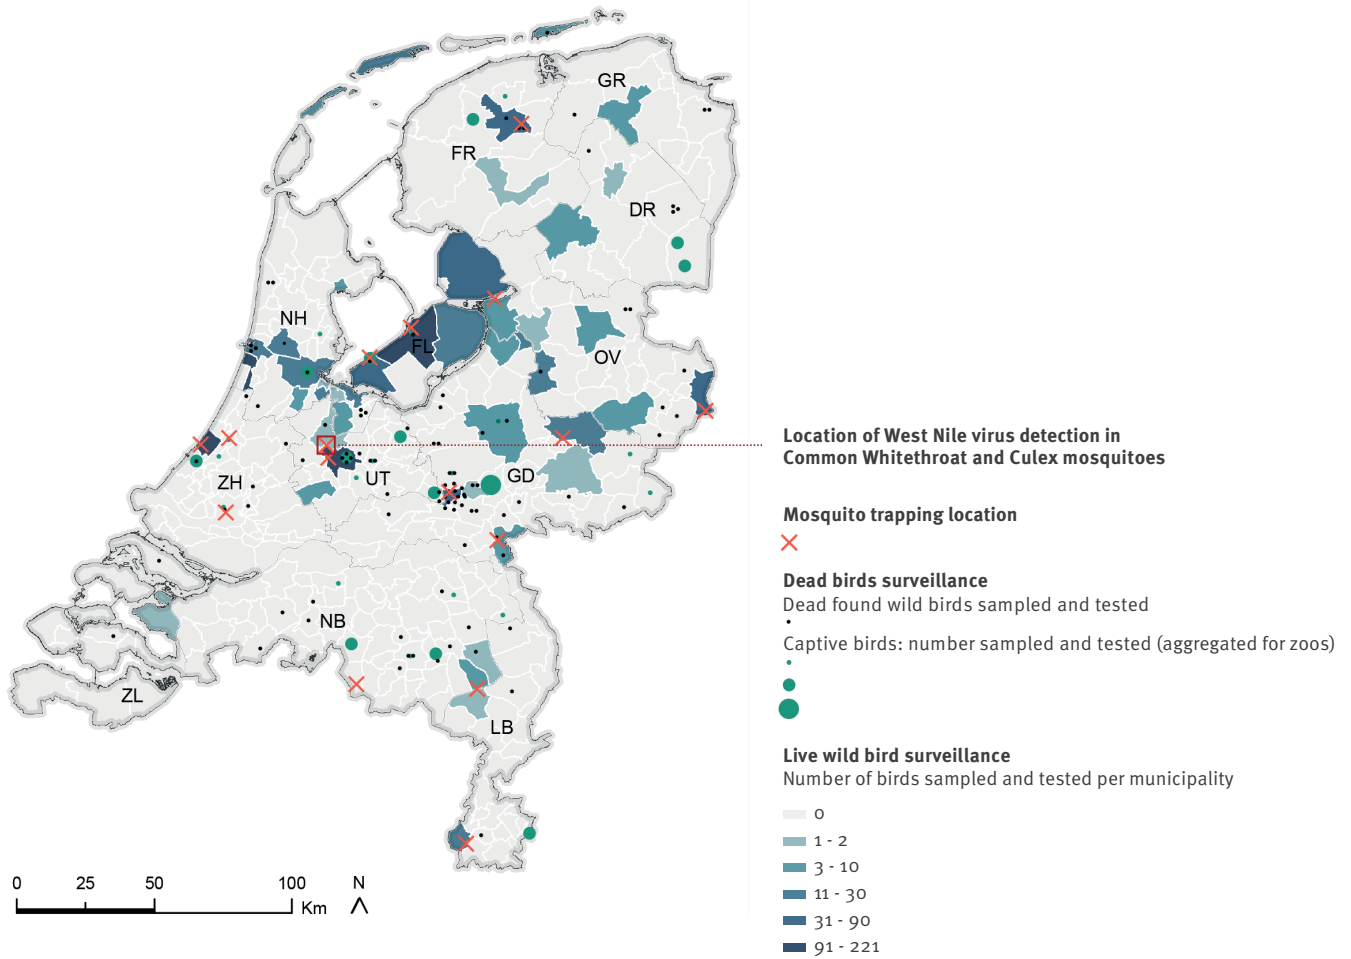 GR
FR
DR
NH
FL
OV
ZH
UT
GD
NB
ZL
LB
0 25 50 100
Km
N
Location of West Nile virus detection in
Common Whitethroat and Culex mosquitoes
Mosquito trapping location
Dead birds surveillance
Dead found wild birds sampled and tested
Captive birds: number sampled and tested (aggregated for zoos)
Live wild bird surveillance
Number of birds sampled and tested per municipality
0
1 - 2
3 - 10
11 - 30
31 - 90
91 - 221